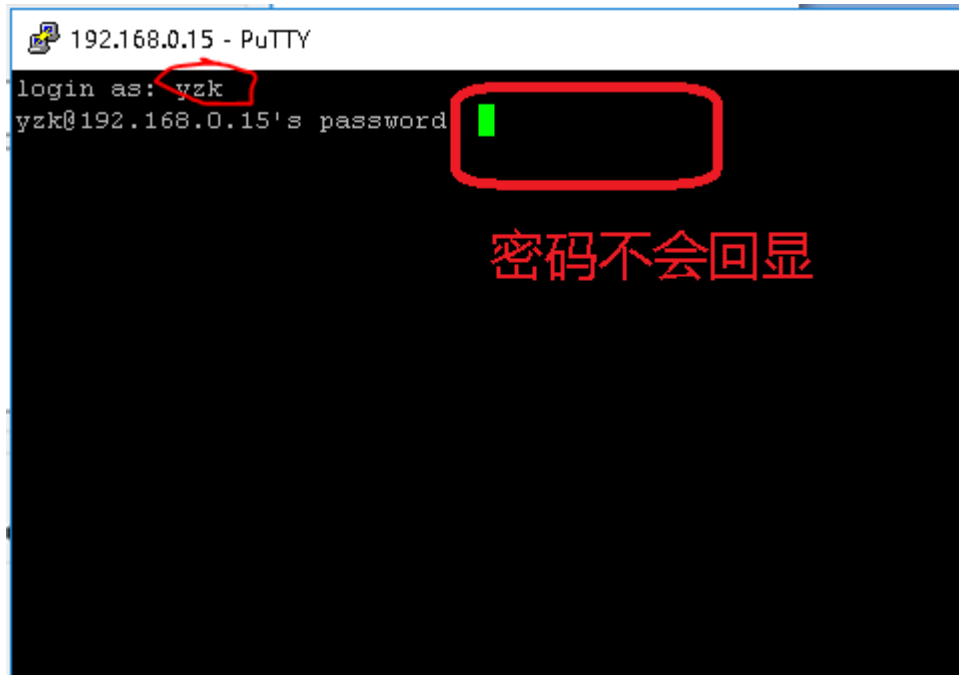 192.168.0.15 - PuTTY
login as: yzk
yzk@192.168.0.15's password
密码不会回显